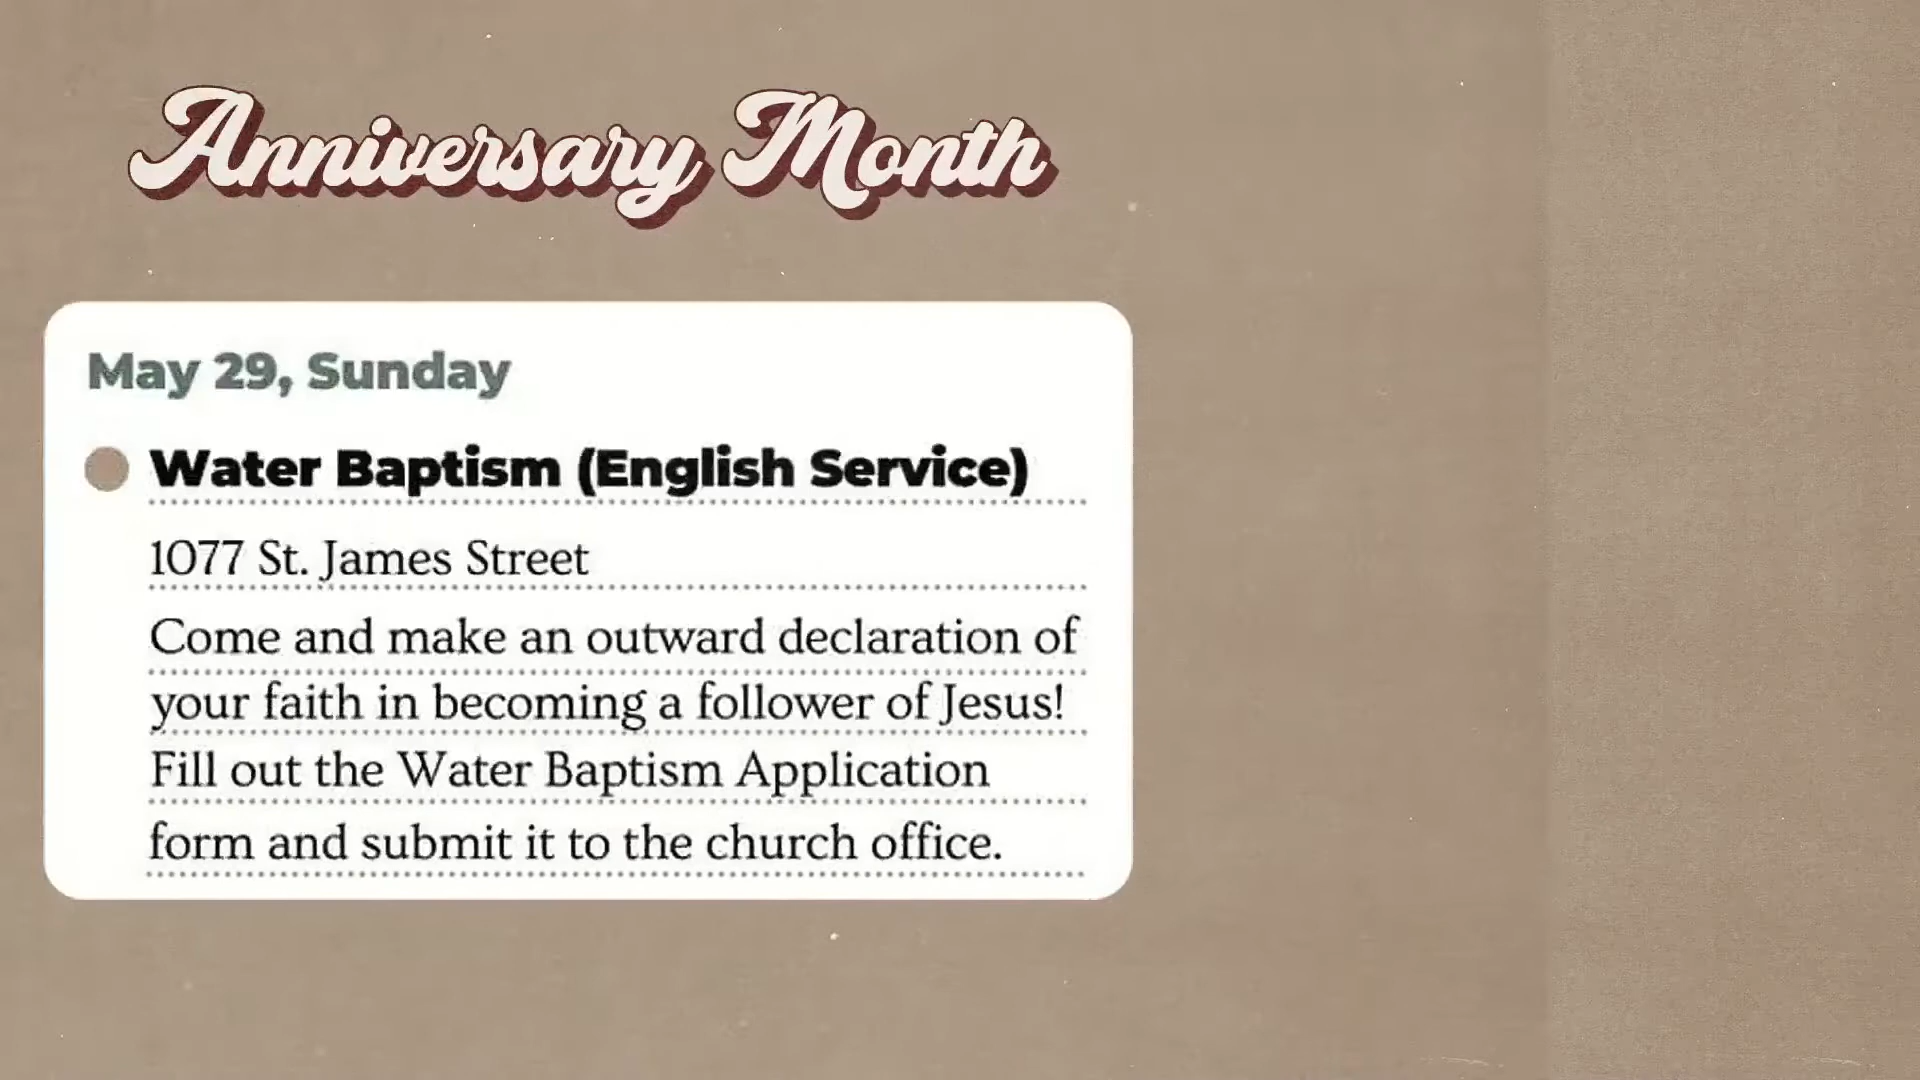 Anniversary Month
May 29, Sunday
Water Baptism (English Service)
1077 St. James Street
Come and make an outward declaration of
your faith in becoming a follower of Jesus!
Fill out the Water Baptism Application
form and submit it to the church office.